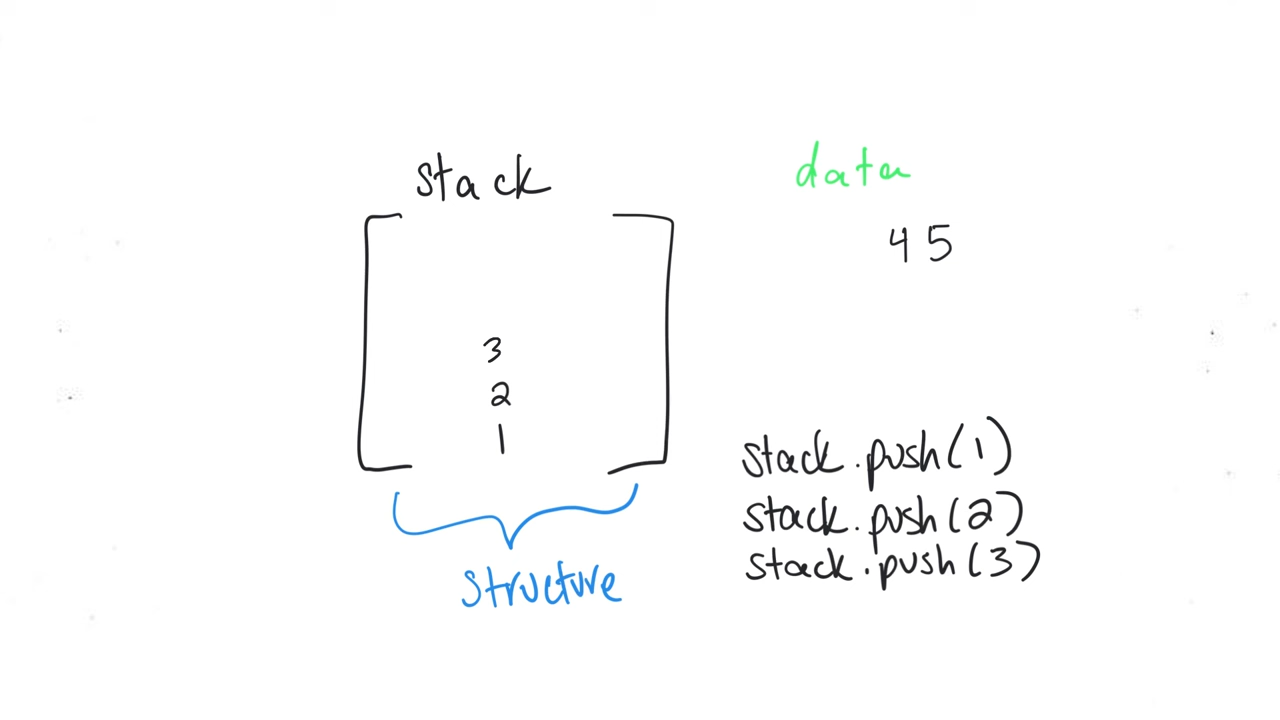 stack
data
4 5
3
2
1
stack.push(1)
stack.push(2)
stack.push(3)
structure